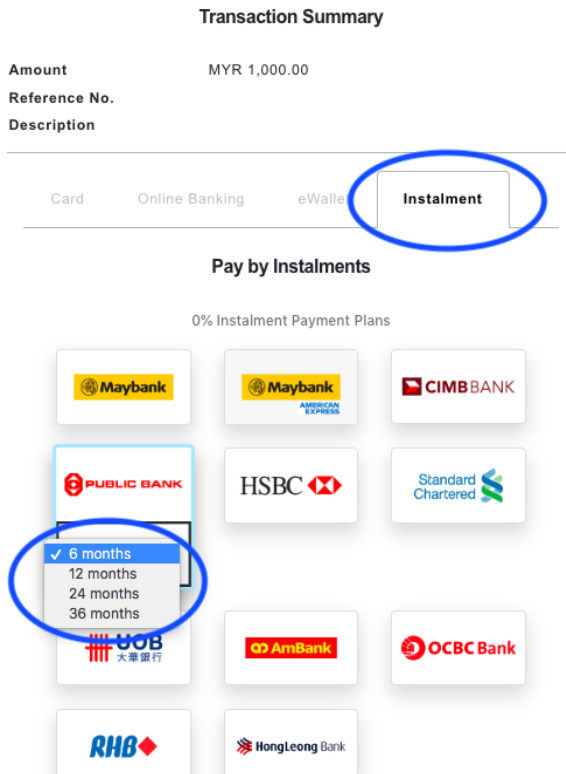 Transaction Summary
Amount MYR 1,000.00
Reference No.
Description
Card Online Banking eWalle Instalment
Pay by Instalments
0% Instalment Payment Plans
Maybank Maybank CIMB BANK
AMERICAN
EXPRESS
PUBLIC BANK HSBC Standard
Chartered
✓ 6 months
12 months
24 months
36 months
UOB AmBank OCBC Bank
大華銀行
RHB HongLeong Bank